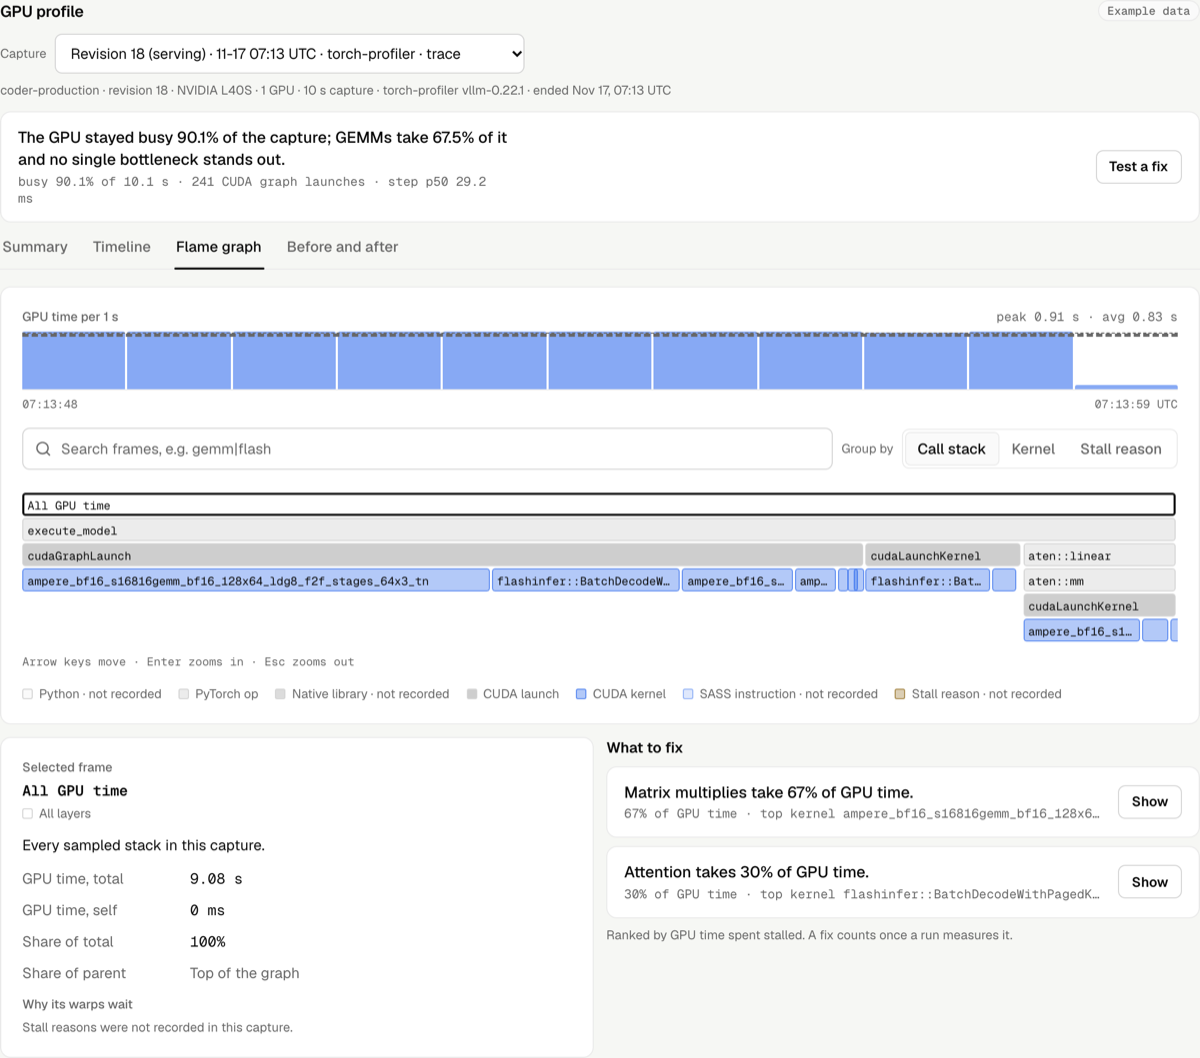 GPU profile
Example data
Capture
Revision 18 (serving) · 11-17 07:13 UTC · torch-profiler · trace
coder-production · revision 18 · NVIDIA L40S · 1 GPU · 10 s capture · torch-profiler vllm-0.22.1 · ended Nov 17, 07:13 UTC
The GPU stayed busy 90.1% of the capture; GEMMs take 67.5% of it
and no single bottleneck stands out.
busy 90.1% of 10.1 s · 241 CUDA graph launches · step p50 29.2
ms
Test a fix
Summary
Timeline
Flame graph
Before and after
GPU time per 1 s
peak 0.91 s · avg 0.83 s
07:13:48
07:13:59 UTC
Search frames, e.g. gemm|flash
Group by
Call stack
Kernel
Stall reason
All GPU time
execute_model
cudaGraphLaunch
cudaLaunchKernel
aten::linear
ampere_bf16_s16816gemm_bf16_128x64_ldg8_f2f_stages_64x3_tn
flashinfer::BatchDecodeW…
ampere_bf16_s…
amp…
flashinfer::Bat…
aten::mm
cudaLaunchKernel
ampere_bf16_s1…
Arrow keys move · Enter zooms in · Esc zooms out
Python · not recorded
PyTorch op
Native library · not recorded
CUDA launch
CUDA kernel
SASS instruction · not recorded
Stall reason · not recorded
Selected frame
All GPU time
All layers
Every sampled stack in this capture.
GPU time, total 9.08 s
GPU time, self 0 ms
Share of total 100%
Share of parent Top of the graph
Why its warps wait
Stall reasons were not recorded in this capture.
What to fix
Matrix multiplies take 67% of GPU time.
67% of GPU time · top kernel ampere_bf16_s16816gemm_bf16_128x6…
Show
Attention takes 30% of GPU time.
30% of GPU time · top kernel flashinfer::BatchDecodeWithPagedK…
Show
Ranked by GPU time spent stalled. A fix counts once a run measures it.